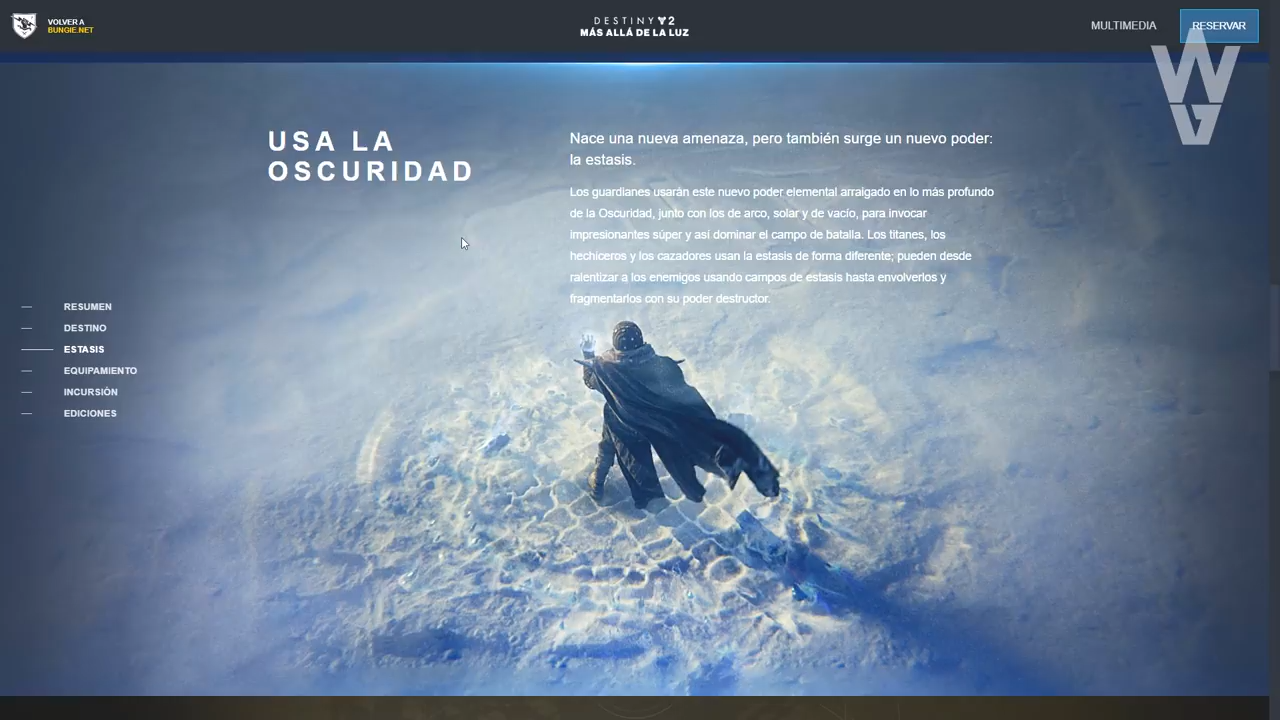 VOLVER A
BUNGIE.NET
DESTINY 2
MÁS ALLÁ DE LA LUZ
MULTIMEDIA
RESERVAR
WG
USA LA
OSCURIDAD
Nace una nueva amenaza, pero también surge un nuevo poder:
la estasis.
Los guardianes usarán este nuevo poder elemental arraigado en lo más profundo
de la Oscuridad, junto con los de arco, solar y de vacío, para invocar
impresionantes súper y así dominar el campo de batalla. Los titanes, los
hechiceros y los cazadores usan la estasis de forma diferente; pueden desde
ralentizar a los enemigos usando campos de estasis hasta envolverlos y
fragmentarlos con su poder destructor.
RESUMEN
DESTINO
ESTASIS
EQUIPAMIENTO
INCURSIÓN
EDICIONES